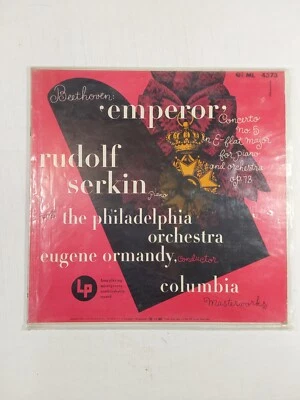 ML 4373
Beethoven:
'emperor'
Concerto
no. 5
in E-flat major
for piano
and orchestra
op. 73
rudolf
serkin
piano
the philadelphia
orchestra
eugene ormandy,
conductor
lp
columbia
masterworks